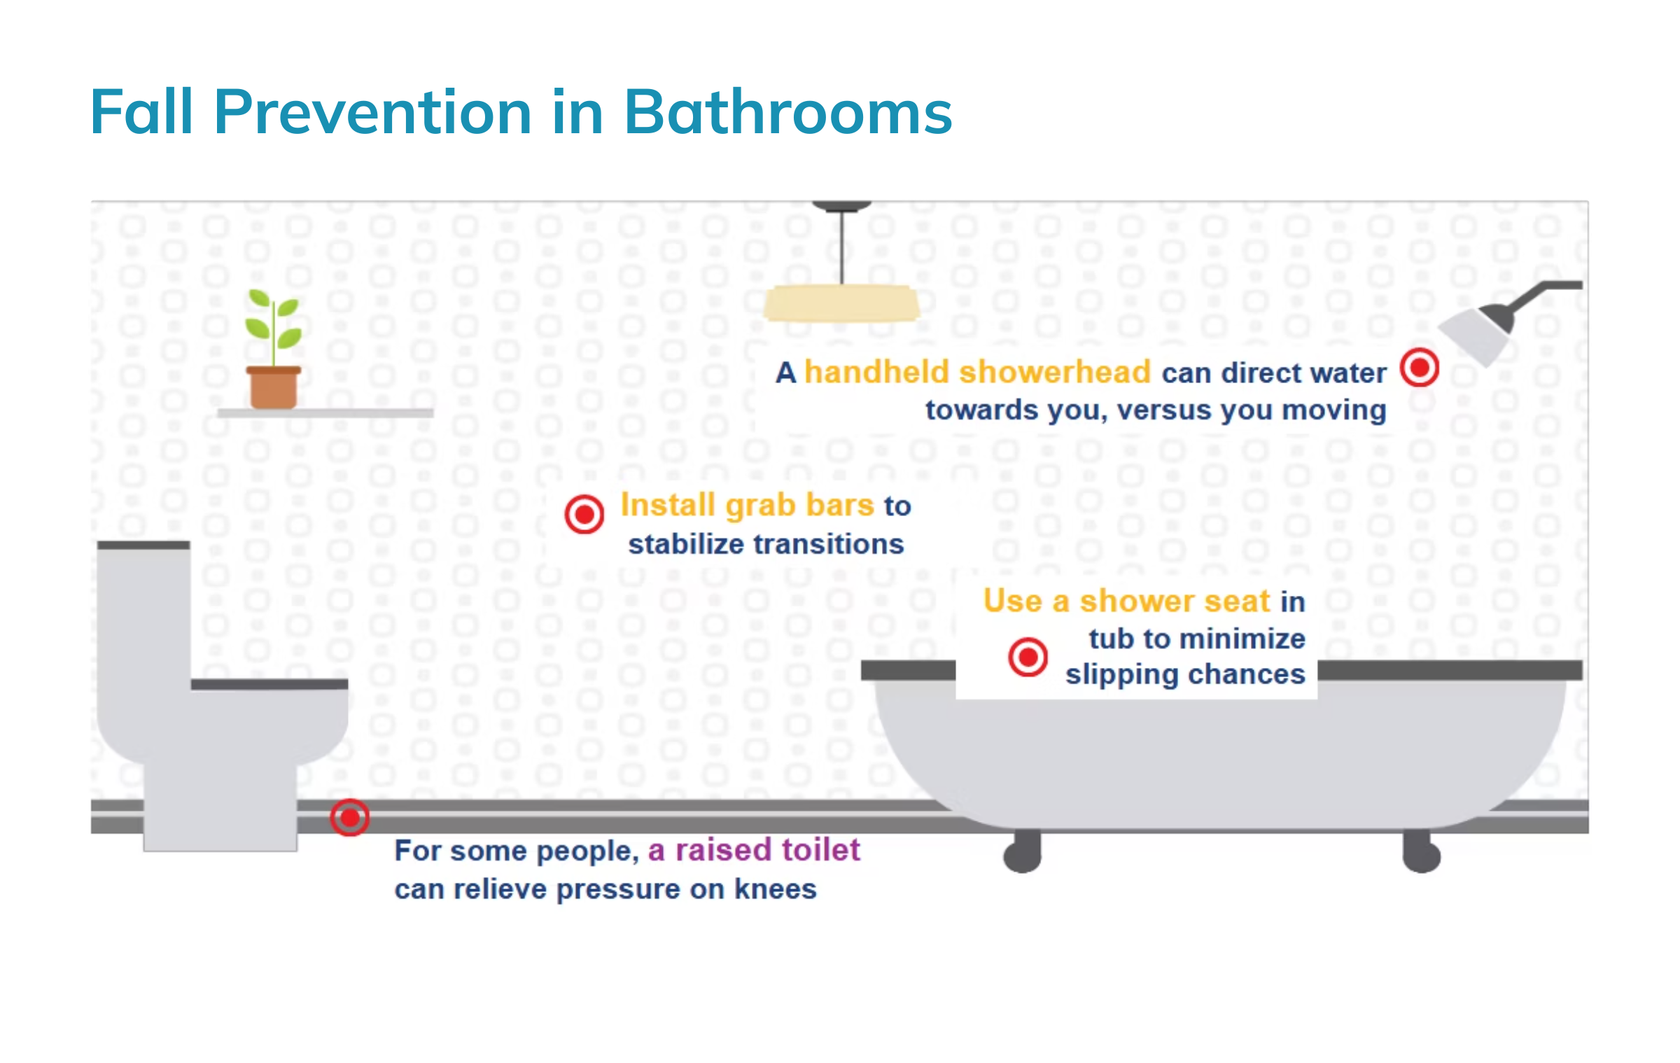 Fall Prevention in Bathrooms
A handheld showerhead can direct water
towards you, versus you moving
Install grab bars to
stabilize transitions
Use a shower seat in
tub to minimize
slipping chances
For some people, a raised toilet
can relieve pressure on knees